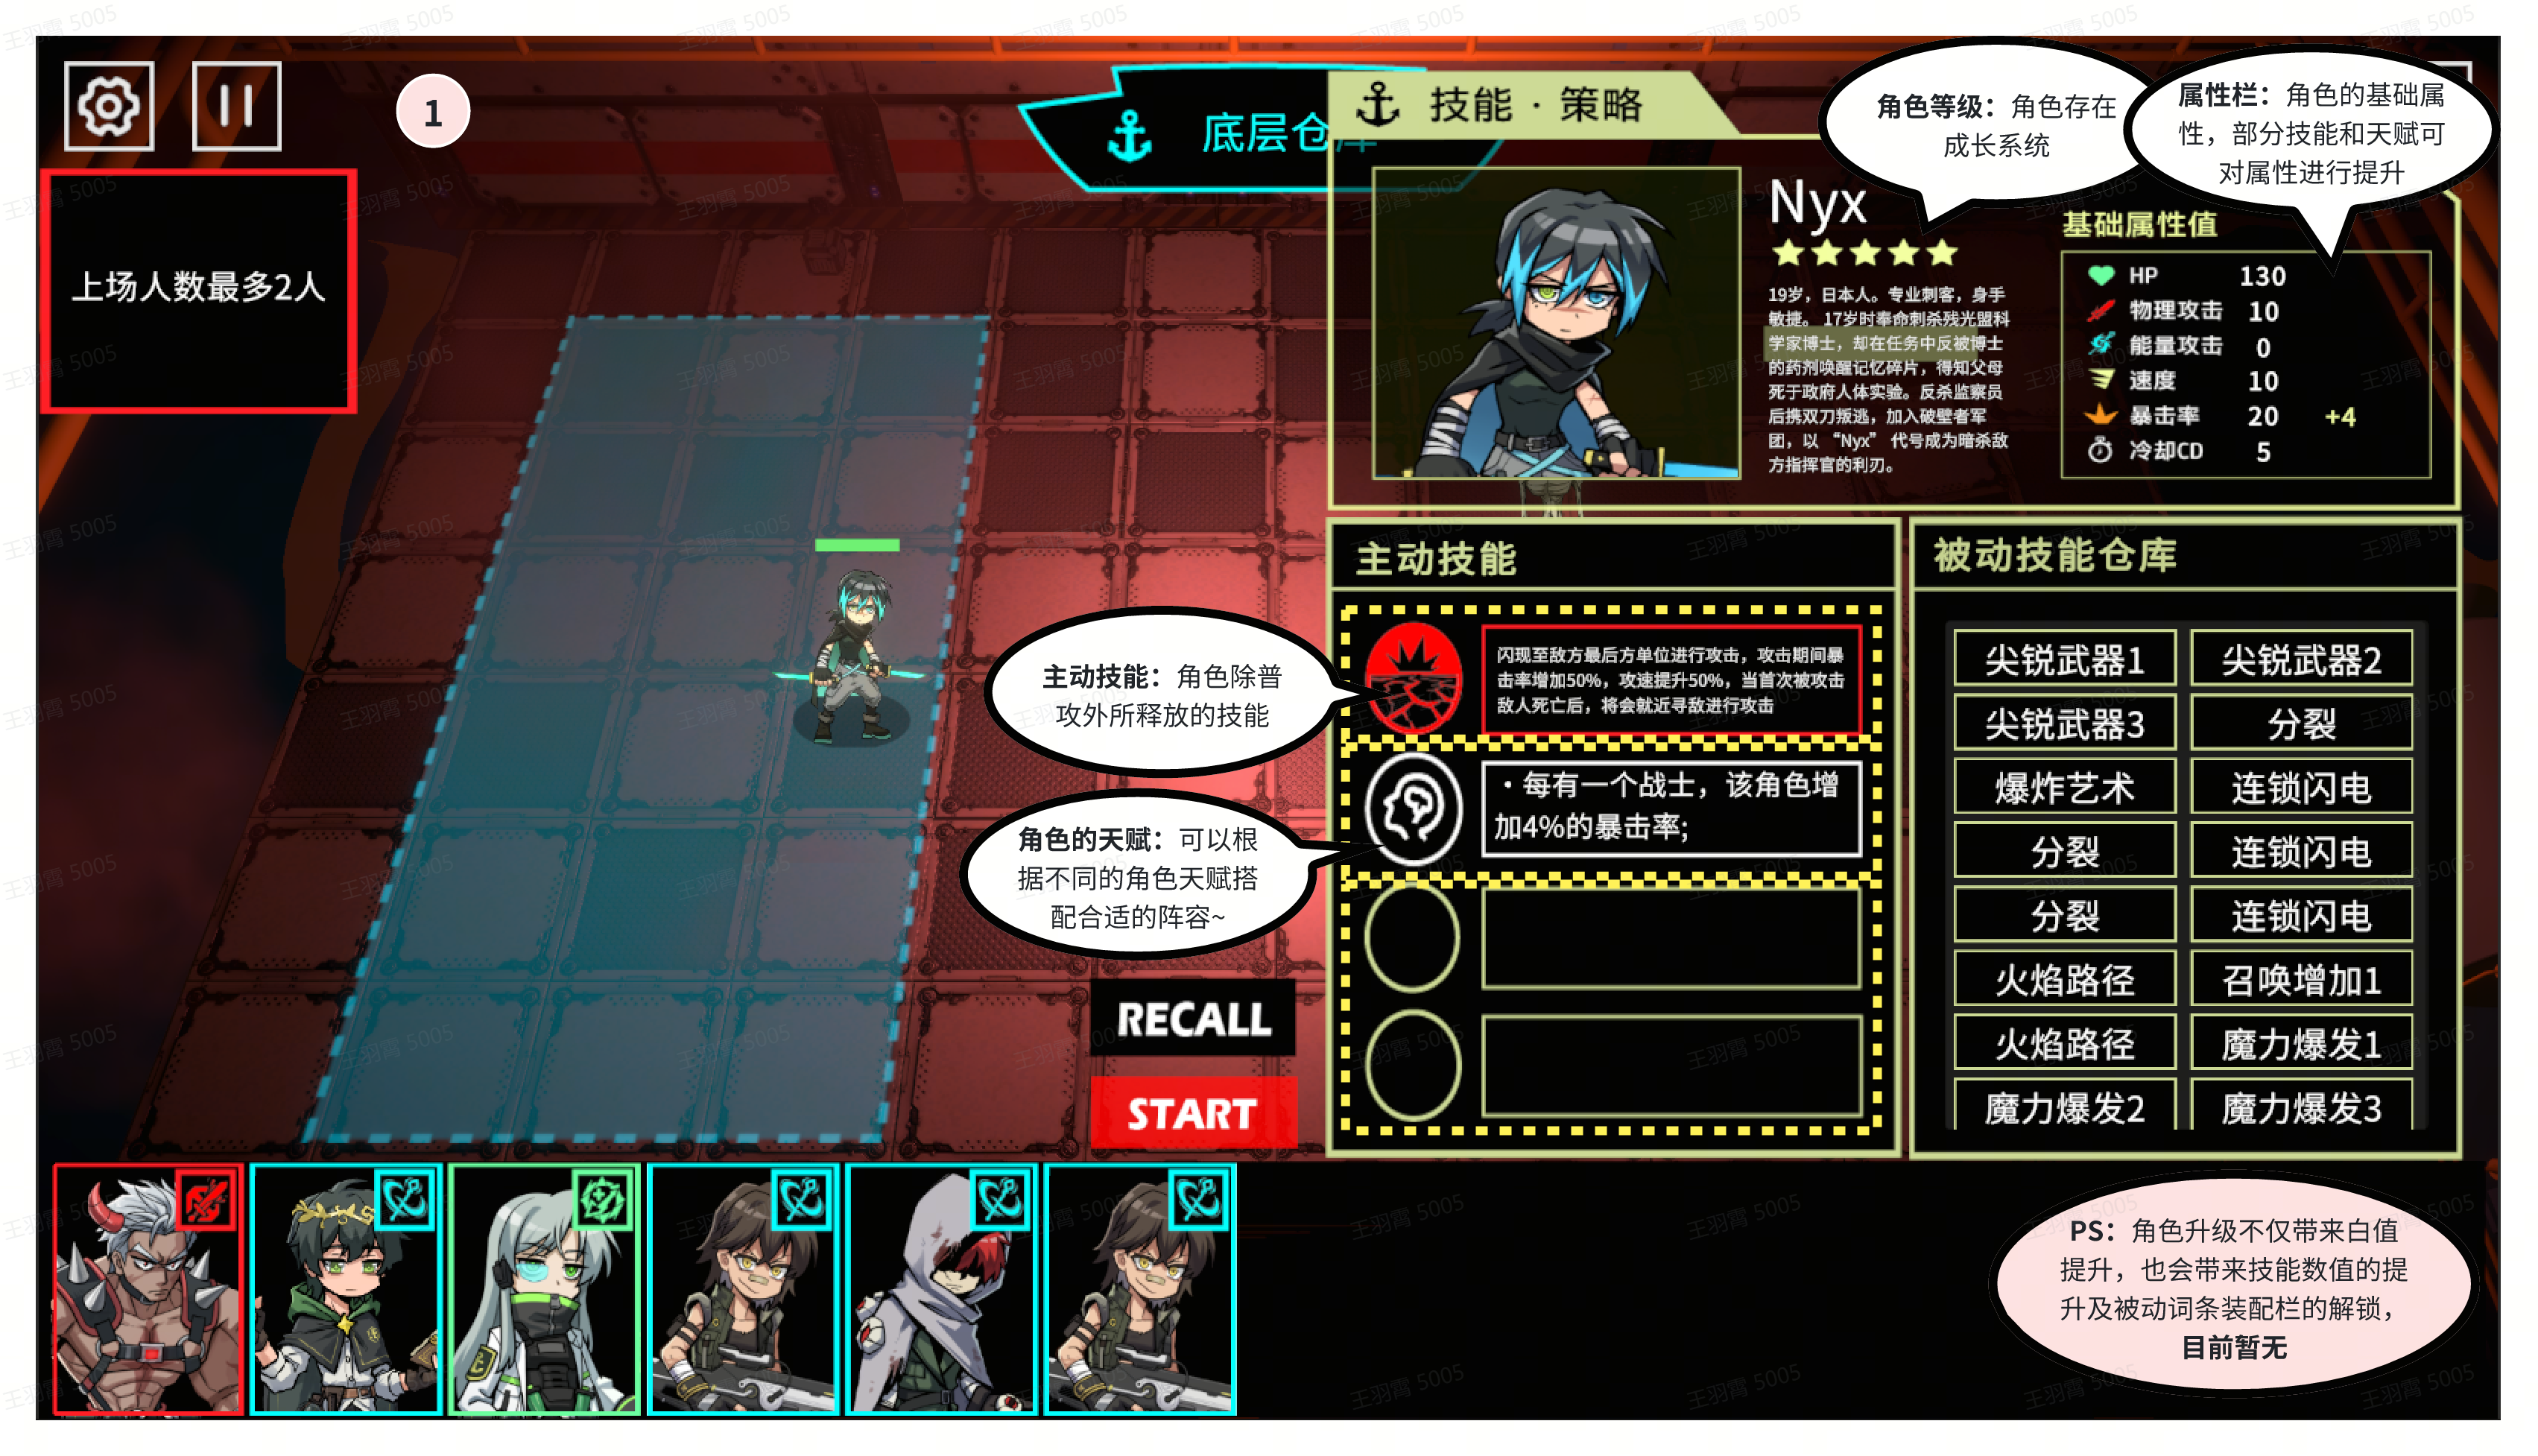 王羽霄 5005
1
底层仓库
技能 · 策略
角色等级：角色存在
成长系统
属性栏：角色的基础属
性，部分技能和天赋可
对属性进行提升
上场人数最多2人
Nyx
19岁，日本人。专业刺客，身手
敏捷。 17岁时奉命刺杀残光盟科
学家博士，却在任务中反被博士
的药剂唤醒记忆碎片，得知父母
死于政府人体实验。反杀监察员
后携双刀叛逃，加入破壁者军
团，以 “Nyx” 代号成为暗杀敌
方指挥官的利刃。
基础属性值
HP 130
物理攻击 10
能量攻击 0
速度 10
暴击率 20 +4
冷却CD 5
主动技能
闪现至敌方最后方单位进行攻击，攻击期间暴
击率增加50%，攻速提升50%，当首次被攻击
敌人死亡后，将会就近寻敌进行攻击
・每有一个战士，该角色增
加4%的暴击率;
主动技能：角色除普
攻外所释放的技能
角色的天赋：可以根
据不同的角色天赋搭
配合适的阵容~
被动技能仓库
尖锐武器1 尖锐武器2
尖锐武器3 分裂
爆炸艺术 连锁闪电
分裂 连锁闪电
分裂 连锁闪电
火焰路径 召唤增加1
火焰路径 魔力爆发1
魔力爆发2 魔力爆发3
RECALL
START
PS：角色升级不仅带来白值
提升，也会带来技能数值的提
升及被动词条装配栏的解锁，
目前暂无